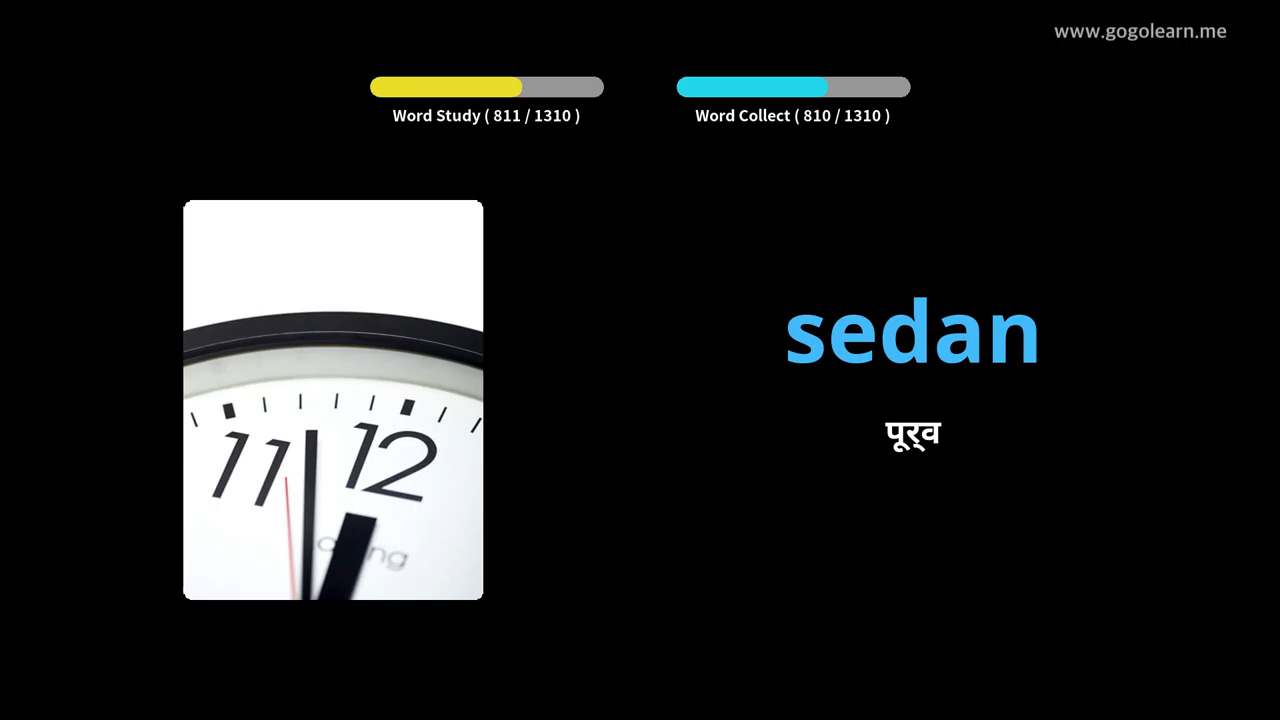 www.gogolearn.me
Word Study ( 811 / 1310 )
Word Collect ( 810 / 1310 )
11 12
sedan
पूर्व